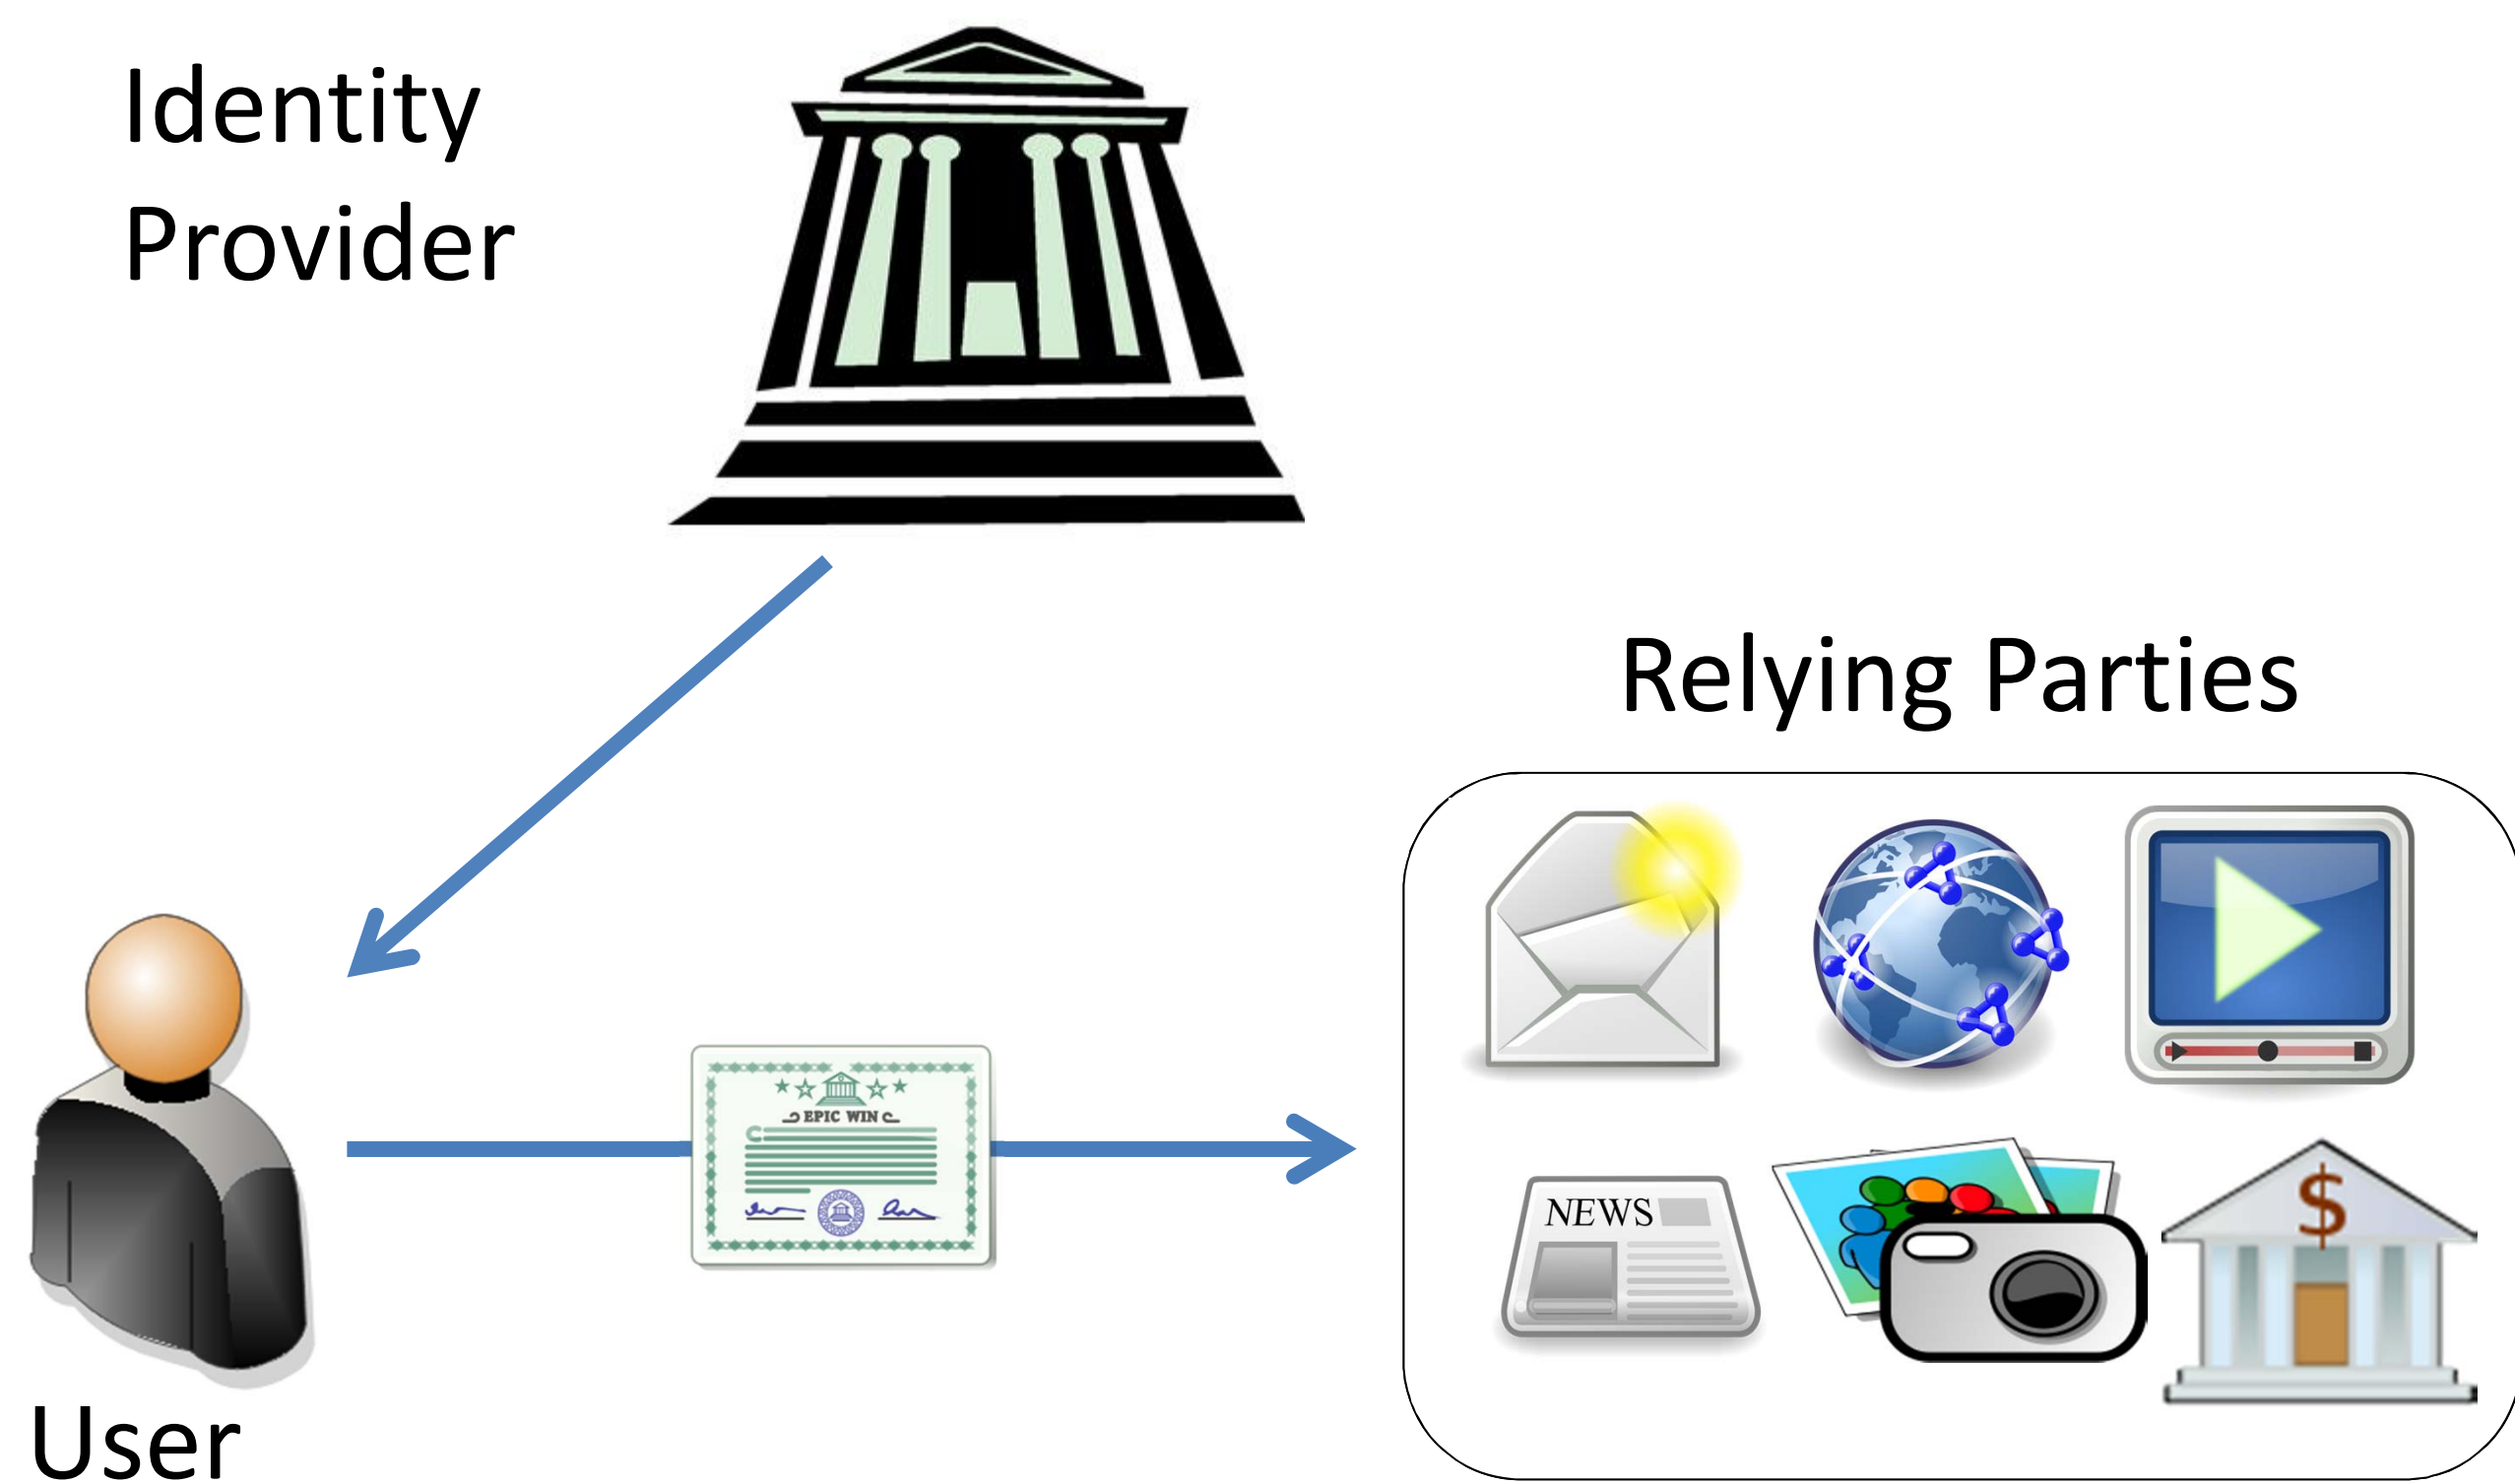 Identity
Provider
Relying Parties
EPIC WIN
NEWS
$
User